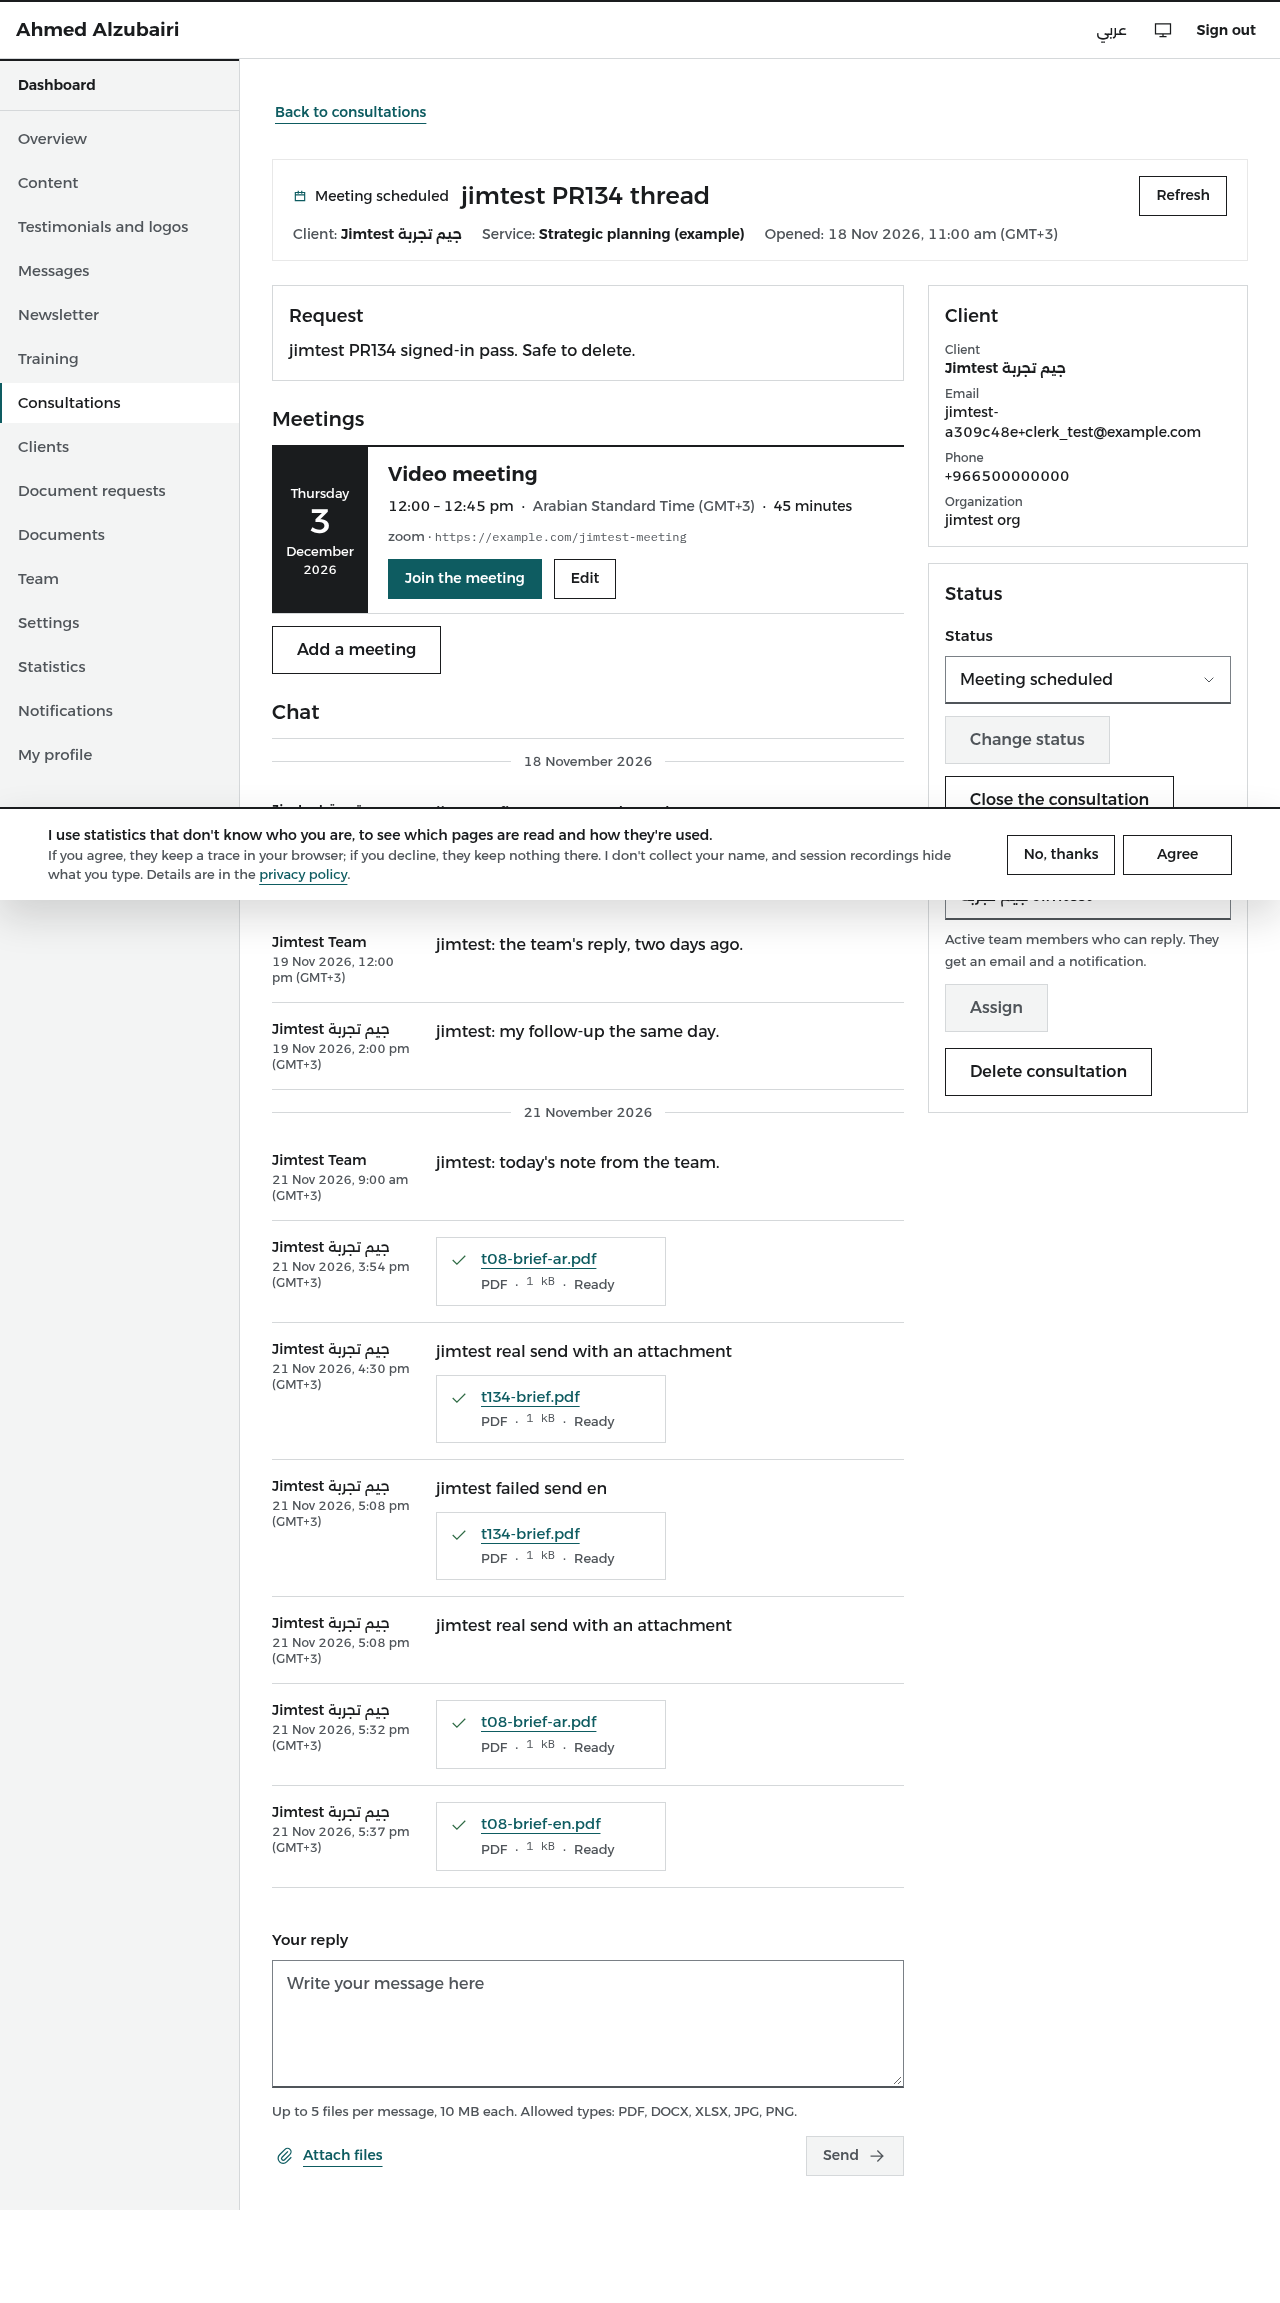 Ahmed Alzubairi
عربي
Sign out
Dashboard
Overview
Content
Testimonials and logos
Messages
Newsletter
Training
Consultations
Clients
Document requests
Documents
Team
Settings
Statistics
Notifications
My profile
Back to consultations
Meeting scheduled jimtest PR134 thread
Refresh
Client: Jimtest جيم تجربة Service: Strategic planning (example) Opened: 18 Nov 2026, 11:00 am (GMT+3)
Request
jimtest PR134 signed-in pass. Safe to delete.
Meetings
Thursday
3
December
2026
Video meeting
12:00 – 12:45 pm · Arabian Standard Time (GMT+3) · 45 minutes
zoom · https://example.com/jimtest-meeting
Join the meeting
Edit
Add a meeting
Chat
18 November 2026
I use statistics that don't know who you are, to see which pages are read and how they're used.
If you agree, they keep a trace in your browser; if you decline, they keep nothing there. I don't collect your name, and session recordings hide
what you type. Details are in the privacy policy.
No, thanks
Agree
Jimtest Team
19 Nov 2026, 12:00
pm (GMT+3)
jimtest: the team's reply, two days ago.
Jimtest جيم تجربة
19 Nov 2026, 2:00 pm
(GMT+3)
jimtest: my follow-up the same day.
21 November 2026
Jimtest Team
21 Nov 2026, 9:00 am
(GMT+3)
jimtest: today's note from the team.
Jimtest جيم تجربة
21 Nov 2026, 3:54 pm
(GMT+3)
t08-brief-ar.pdf
PDF · 1 kB · Ready
Jimtest جيم تجربة
21 Nov 2026, 4:30 pm
(GMT+3)
jimtest real send with an attachment
t134-brief.pdf
PDF · 1 kB · Ready
Jimtest جيم تجربة
21 Nov 2026, 5:08 pm
(GMT+3)
jimtest failed send en
t134-brief.pdf
PDF · 1 kB · Ready
Jimtest جيم تجربة
21 Nov 2026, 5:08 pm
(GMT+3)
jimtest real send with an attachment
Jimtest جيم تجربة
21 Nov 2026, 5:32 pm
(GMT+3)
t08-brief-ar.pdf
PDF · 1 kB · Ready
Jimtest جيم تجربة
21 Nov 2026, 5:37 pm
(GMT+3)
t08-brief-en.pdf
PDF · 1 kB · Ready
Your reply
Write your message here
Up to 5 files per message, 10 MB each. Allowed types: PDF, DOCX, XLSX, JPG, PNG.
Attach files
Send
Client
Client
Jimtest جيم تجربة
Email
jimtest-
a309c48e+clerk_test@example.com
Phone
+966500000000
Organization
jimtest org
Status
Status
Meeting scheduled
Change status
Close the consultation
Active team members who can reply. They
get an email and a notification.
Assign
Delete consultation